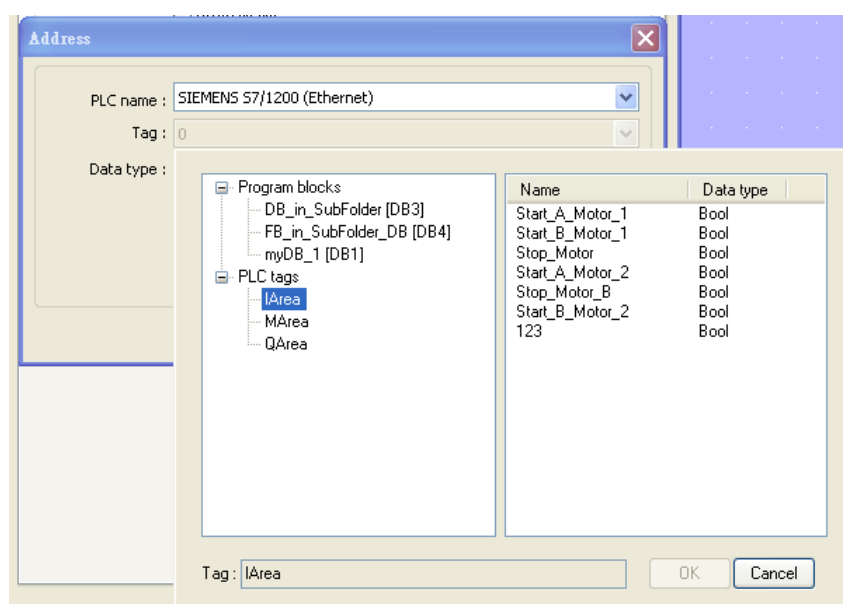 Address
PLC name : SIEMENS S7/1200 (Ethernet)
Tag : 0
Data type :
Program blocks
DB_in_SubFolder [DB3]
FB_in_SubFolder_DB [DB4]
myDB_1 [DB1]
PLC tags
IArea
MArea
QArea
Name Data type
Start_A_Motor_1 Bool
Start_B_Motor_1 Bool
Stop_Motor Bool
Start_A_Motor_2 Bool
Stop_Motor_B Bool
Start_B_Motor_2 Bool
123 Bool
Tag : IArea
OK Cancel